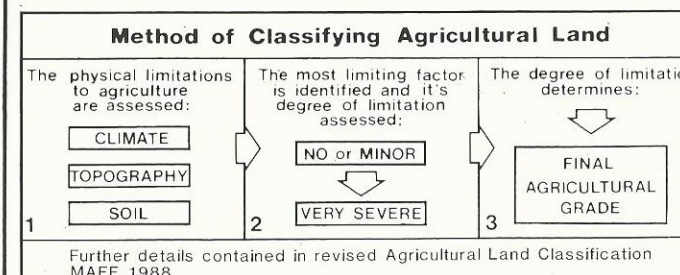 Method of Classifying Agricultural Land
The physical limitations
to agriculture
are assessed:
CLIMATE
TOPOGRAPHY
SOIL
1
The most limiting factor
is identified and it's
degree of limitation
assessed:
NO or MINOR
VERY SEVERE
2
The degree of
determines:
FINAL
AGRICULTURAL
GRADE
3
Further details contained in revised Agricultural Land Classification
MAFF 1988